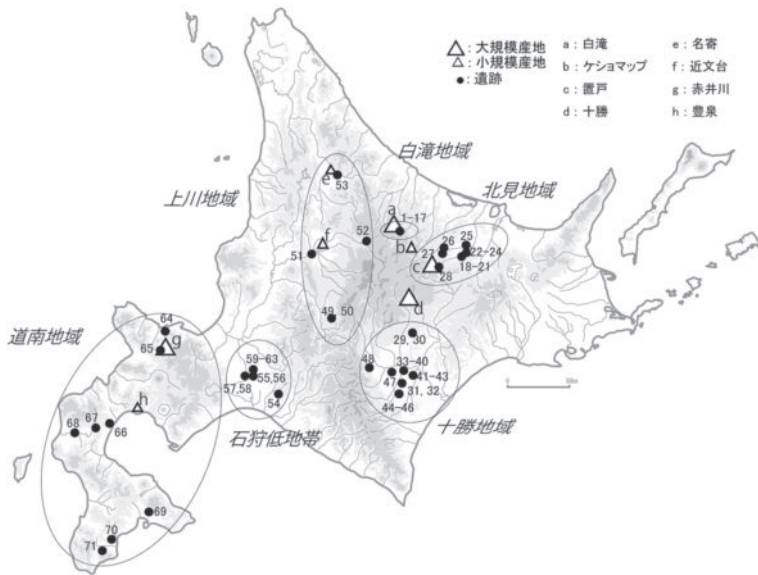 △：大規模産地
△：小規模産地
●：遺跡
a：白滝
b：ケショマップ
c：置戸
d：十勝
e：名寄
f：近文台
g：赤井川
h：豊泉
白滝地域
上川地域
北見地域
道南地域
石狩低地帯
十勝地域
e
53
a
1-17
b
f
52
51
25
26
22-24
27
18-21
c
28
d
49, 50
29, 30
64
g
65
48
33-40
47
41-43
31, 32
44-46
59-63
55,56
57,58
54
h
67
68
66
69
70
71
0